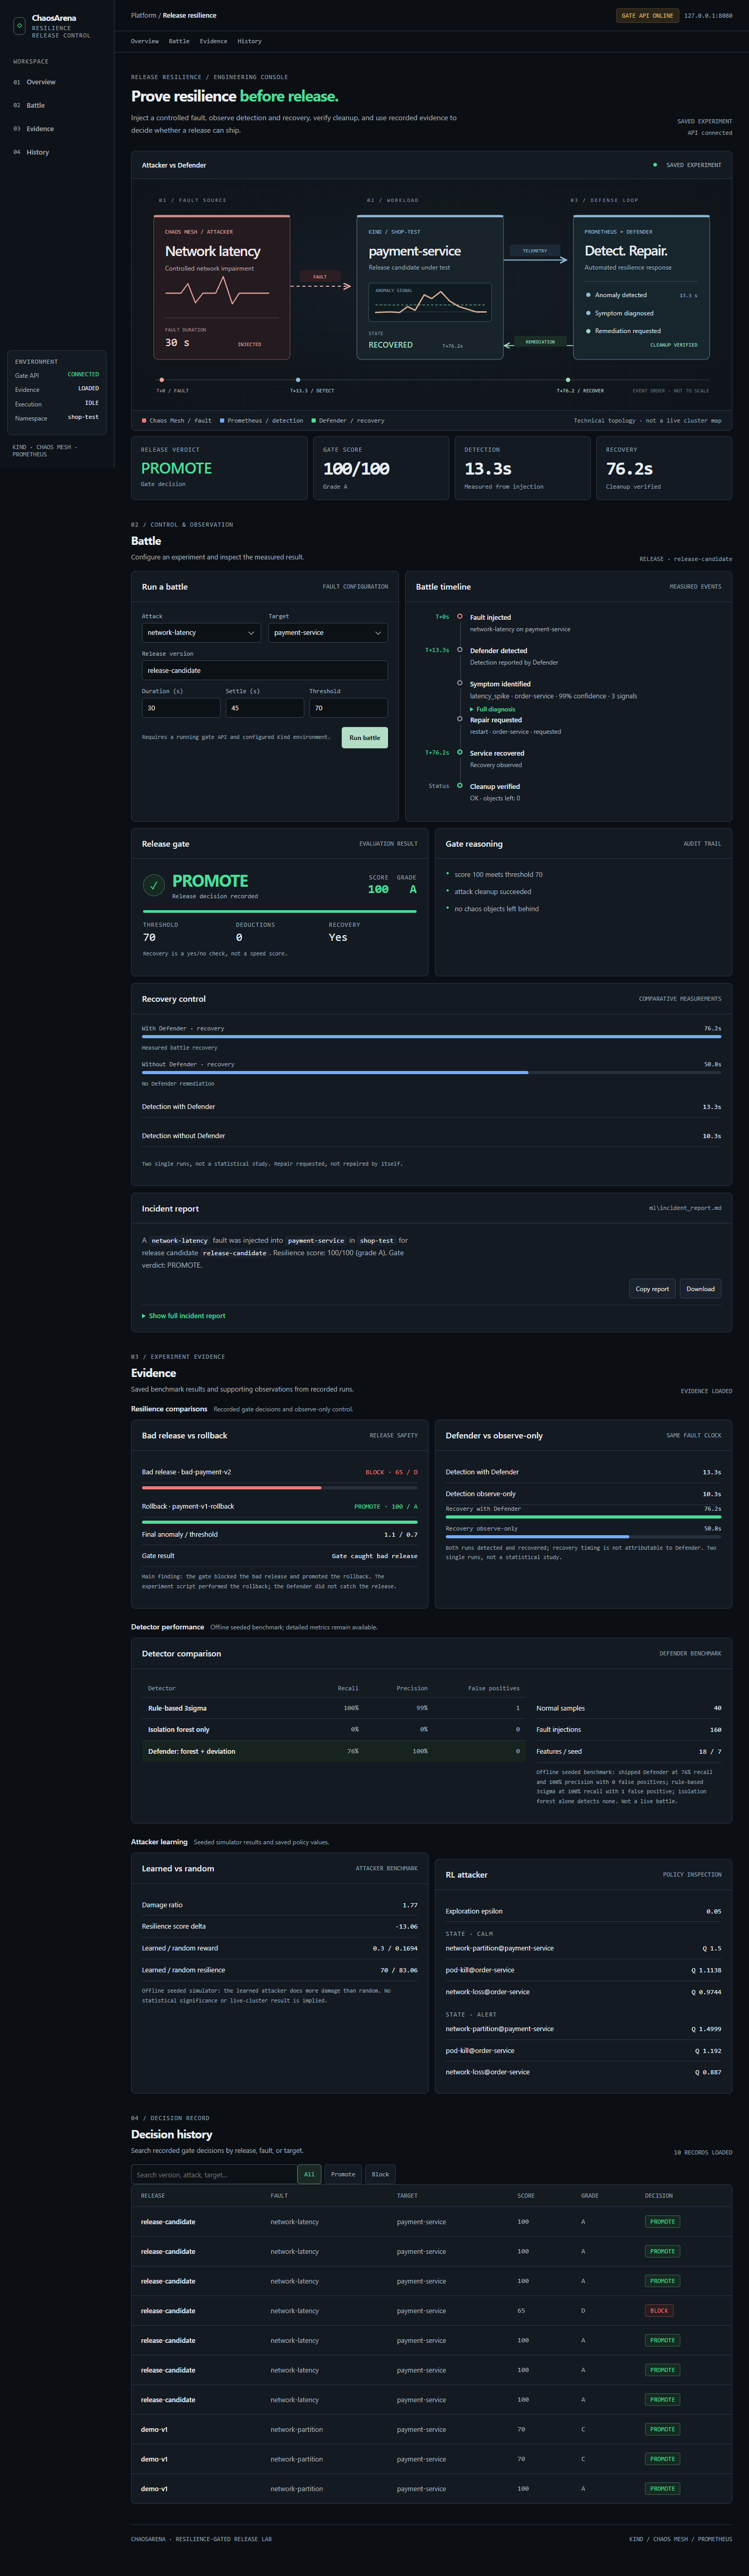 ChaosArena
RESILIENCE
RELEASE CONTROL
WORKSPACE
01 Overview
02 Battle
03 Evidence
04 History
ENVIRONMENT
Gate API CONNECTED
Evidence LOADED
Execution IDLE
Namespace shop-test
KIND · CHAOS MESH ·
PROMETHEUS
Platform / Release resilience
GATE API ONLINE 127.0.0.1:8080
Overview Battle Evidence History
RELEASE RESILIENCE / ENGINEERING CONSOLE
Prove resilience before release.
Inject a controlled fault, observe detection and recovery, verify cleanup, and use recorded evidence to
decide whether a release can ship.
SAVED EXPERIMENT
API connected
Attacker vs Defender
SAVED EXPERIMENT
01 / FAULT SOURCE
02 / WORKLOAD
03 / DEFENSE LOOP
CHAOS MESH / ATTACKER
Network latency
Controlled network impairment
FAULT DURATION
30 s
INJECTED
FAULT
KIND / SHOP-TEST
payment-service
Release candidate under test
ANOMALY SIGNAL
STATE
RECOVERED
T+76.2s
TELEMETRY
REMEDIATION
PROMETHEUS + DEFENDER
Detect. Repair.
Automated resilience response
Anomaly detected 13.3 s
Symptom diagnosed
Remediation requested
CLEANUP VERIFIED
T+0 / FAULT
T+13.3 / DETECT
T+76.2 / RECOVER
EVENT ORDER · NOT TO SCALE
Chaos Mesh / fault
Prometheus / detection
Defender / recovery
Technical topology · not a live cluster map
RELEASE VERDICT
PROMOTE
Gate decision
GATE SCORE
100/100
Grade A
DETECTION
13.3s
Measured from injection
RECOVERY
76.2s
Cleanup verified
02 / CONTROL & OBSERVATION
Battle
Configure an experiment and inspect the measured result.
RELEASE · release-candidate
Run a battle
FAULT CONFIGURATION
Attack
network-latency
Target
payment-service
Release version
release-candidate
Duration (s)
30
Settle (s)
45
Threshold
70
Requires a running gate API and configured Kind environment.
Run battle
Battle timeline
MEASURED EVENTS
T+0s Fault injected
network-latency on payment-service
T+13.3s Defender detected
Detection reported by Defender
Symptom identified
latency_spike · order-service · 99% confidence · 3 signals
Full diagnosis
Repair requested
restart · order-service · requested
T+76.2s Service recovered
Recovery observed
Status Cleanup verified
OK · objects left: 0
Release gate
EVALUATION RESULT
PROMOTE
Release decision recorded
SCORE
100
GRADE
A
THRESHOLD
70
DEDUCTIONS
0
RECOVERY
Yes
Recovery is a yes/no check, not a speed score.
Gate reasoning
AUDIT TRAIL
score 100 meets threshold 70
attack cleanup succeeded
no chaos objects left behind
Recovery control
COMPARATIVE MEASUREMENTS
With Defender · recovery 76.2s
Measured battle recovery
Without Defender · recovery 50.8s
No Defender remediation
Detection with Defender 13.3s
Detection without Defender 10.3s
Two single runs, not a statistical study. Repair requested, not repaired by itself.
Incident report
ml\incident_report.md
A network-latency fault was injected into payment-service in shop-test for
release candidate release-candidate. Resilience score: 100/100 (grade A). Gate
verdict: PROMOTE.
Copy report
Download
Show full incident report
03 / EXPERIMENT EVIDENCE
Evidence
Saved benchmark results and supporting observations from recorded runs.
EVIDENCE LOADED
Resilience comparisons Recorded gate decisions and observe-only control.
Bad release vs rollback
RELEASE SAFETY
Bad release · bad-payment-v2 BLOCK · 65 / D
Rollback · payment-v1-rollback PROMOTE · 100 / A
Final anomaly / threshold 1.1 / 0.7
Gate result Gate caught bad release
Main finding: the gate blocked the bad release and promoted the rollback. The
experiment script performed the rollback; the Defender did not catch the release.
Defender vs observe-only
SAME FAULT CLOCK
Detection with Defender 13.3s
Detection observe-only 10.3s
Recovery with Defender 76.2s
Recovery observe-only 50.8s
Both runs detected and recovered; recovery timing is not attributable to Defender. Two
single runs, not a statistical study.
Detector performance Offline seeded benchmark; detailed metrics remain available.
Detector comparison
DEFENDER BENCHMARK
Detector Recall Precision False positives
Rule-based 3sigma 100% 99% 1
Isolation forest only 0% 0% 0
Defender: forest + deviation 76% 100% 0
Normal samples 40
Fault injections 160
Features / seed 18 / 7
Offline seeded benchmark: shipped Defender at 76% recall
and 100% precision with 0 false positives; rule-based
3sigma at 100% recall with 1 false positive; isolation
forest alone detects none. Not a live battle.
Attacker learning Seeded simulator results and saved policy values.
Learned vs random
ATTACKER BENCHMARK
Damage ratio 1.77
Resilience score delta -13.06
Learned / random reward 0.3 / 0.1694
Learned / random resilience 70 / 83.06
Offline seeded simulator: the learned attacker does more damage than random. No
statistical significance or live-cluster result is implied.
RL attacker
POLICY INSPECTION
Exploration epsilon 0.05
STATE · CALM
network-partition@payment-service Q 1.5
pod-kill@order-service Q 1.1138
network-loss@order-service Q 0.9744
STATE · ALERT
network-partition@payment-service Q 1.4999
pod-kill@order-service Q 1.192
network-loss@order-service Q 0.887
04 / DECISION RECORD
Decision history
Search recorded gate decisions by release, fault, or target.
10 RECORDS LOADED
Search version, attack, target...
All
Promote
Block
RELEASE FAULT TARGET SCORE GRADE DECISION
release-candidate network-latency payment-service 100 A PROMOTE
release-candidate network-latency payment-service 100 A PROMOTE
release-candidate network-latency payment-service 100 A PROMOTE
release-candidate network-latency payment-service 65 D BLOCK
release-candidate network-latency payment-service 100 A PROMOTE
release-candidate network-latency payment-service 100 A PROMOTE
release-candidate network-latency payment-service 100 A PROMOTE
demo-v1 network-partition payment-service 70 C PROMOTE
demo-v1 network-partition payment-service 70 C PROMOTE
demo-v1 network-partition payment-service 100 A PROMOTE
CHAOSARENA · RESILIENCE-GATED RELEASE LAB
KIND / CHAOS MESH / PROMETHEUS